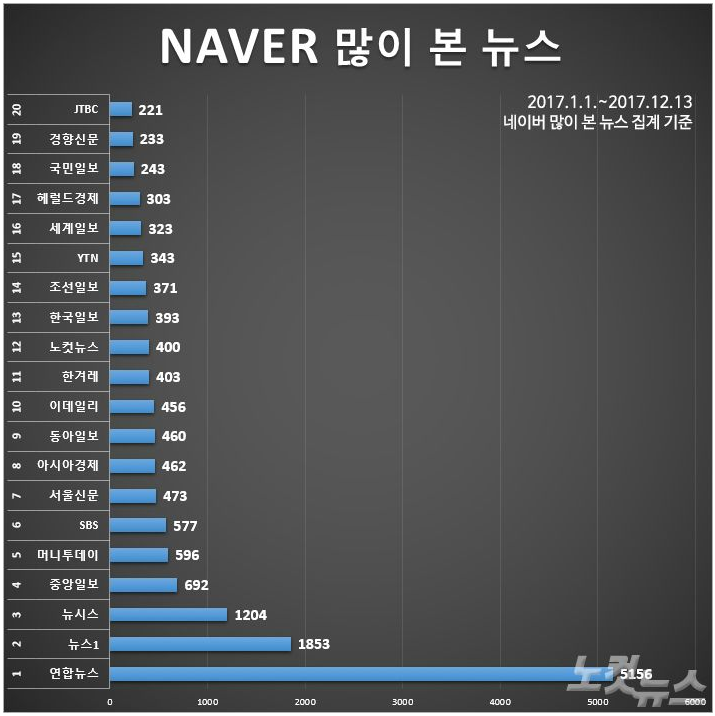 NAVER 많이 본 뉴스
2017.1.1.~2017.12.13
네이버 많이 본 뉴스 집계 기준
20 JTBC 221
19 경향신문 233
18 국민일보 243
17 헤럴드경제 303
16 세계일보 323
15 YTN 343
14 조선일보 371
13 한국일보 393
12 노컷뉴스 400
11 한겨레 403
10 이데일리 456
9 동아일보 460
8 아시아경제 462
7 서울신문 473
6 SBS 577
5 머니투데이 596
4 중앙일보 692
3 뉴시스 1204
2 뉴스1 1853
1 연합뉴스 5156
노컷뉴스
0 1000 2000 3000 4000 5000 6000